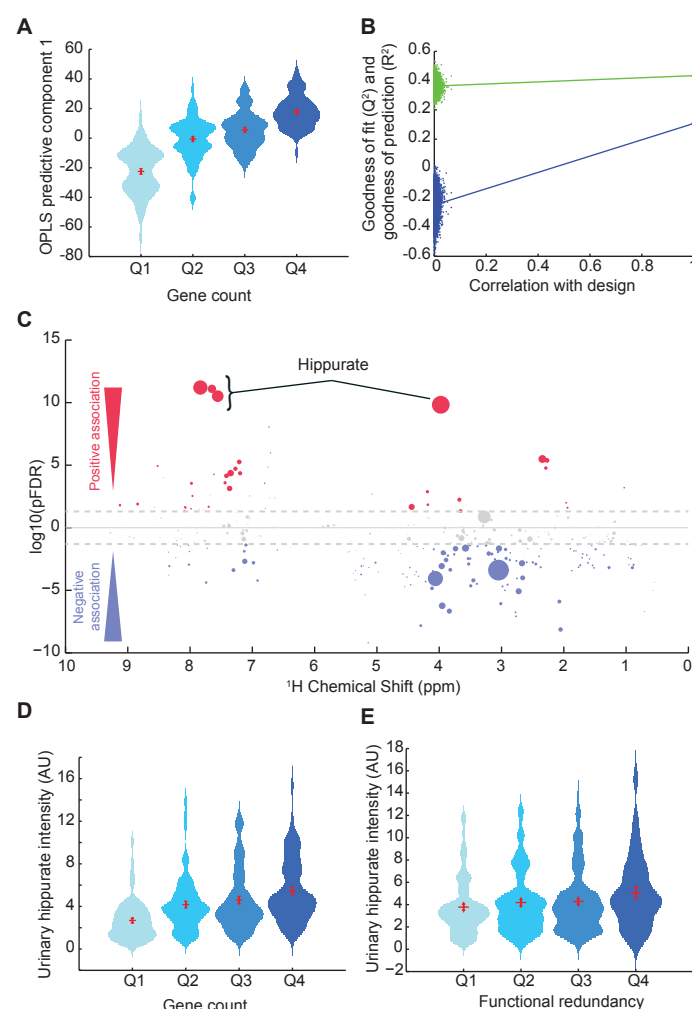 A
OPLS predictive component 1
60
40
20
0
-20
-40
-60
-80
Q1 Q2 Q3 Q4
Gene count
B
Goodness of fit (Q²) and
goodness of prediction (R²)
0.6
0.4
0.2
0
-0.2
-0.4
-0.6
0 0.2 0.4 0.6 0.8 1
Correlation with design
C
log10(pFDR)
15
10
5
0
−5
−10
Positive association
Negative
association
Hippurate
10 9 8 7 6 5 4 3 2 1 0
¹H Chemical Shift (ppm)
D
Urinary hippurate intensity (AU)
16
12
8
4
0
Q1 Q2 Q3 Q4
Gene count
E
Urinary hippurate intensity (AU)
18
16
14
12
10
8
6
4
2
0
−2
Q1 Q2 Q3 Q4
Functional redundancy